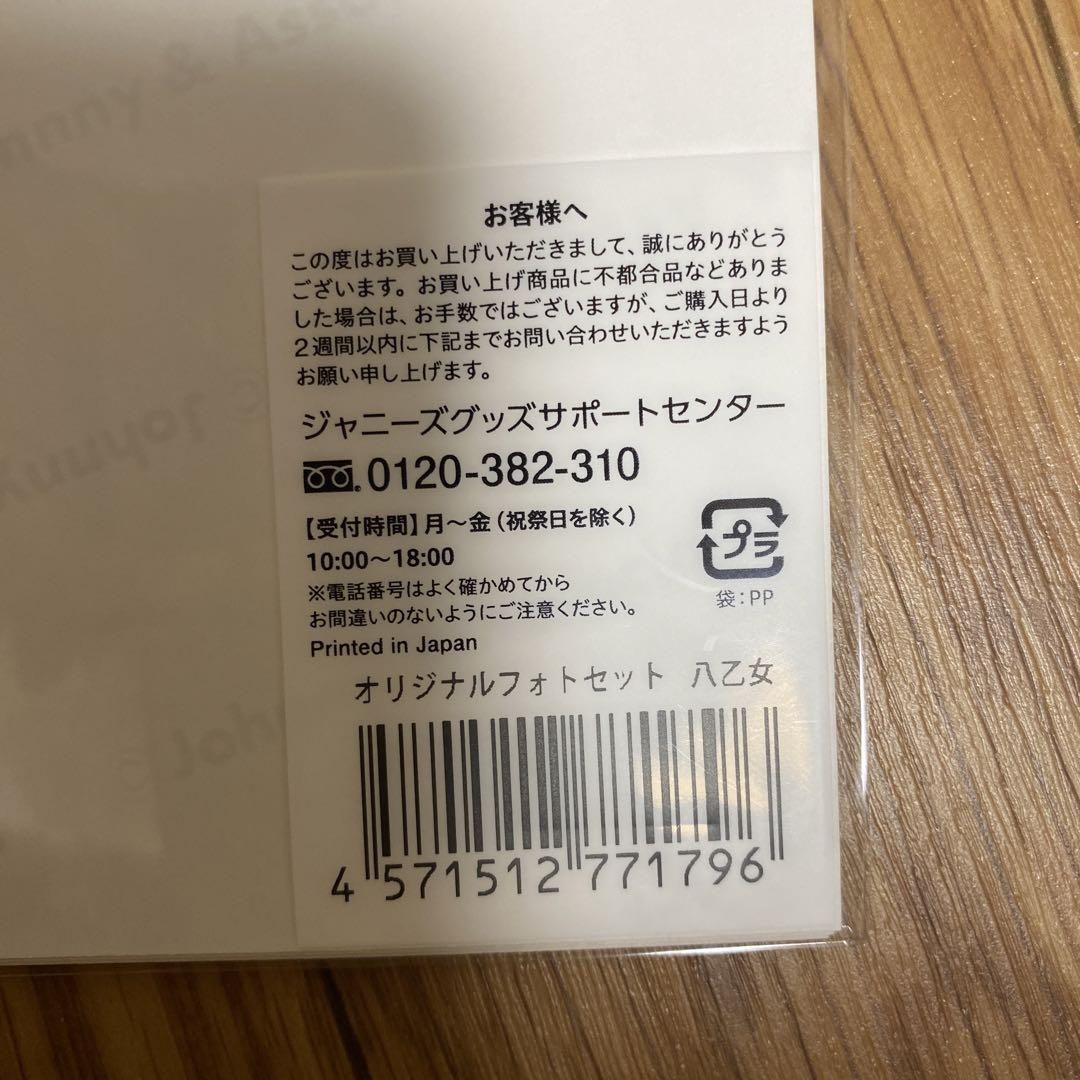 nnny & Ass
お客様へ
この度はお買い上げいただきまして、誠にありがとう
ございます。お買い上げ商品に不都合品などありま
した場合は、お手数ではございますが、ご購入日より
2週間以内に下記までお問い合わせいただきますよう
お願い申し上げます。
ジャニーズグッズサポートセンター
0120-382-310
【受付時間】月〜金(祝祭日を除く)
10:00〜18:00
※電話番号はよく確かめてから
お間違いのないようにご注意ください。
Printed in Japan
プラ
袋:PP
オリジナルフォトセット 八乙女
4 571512 771796
© Johnny
© Joh